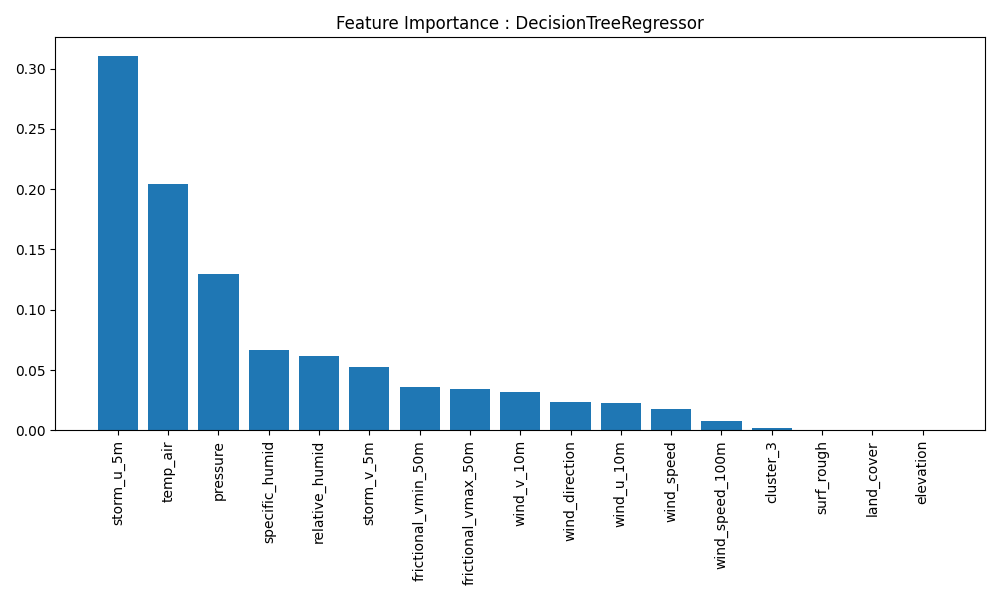 Feature Importance : DecisionTreeRegressor
0.30
0.25
0.20
0.15
0.10
0.05
0.00
storm_u_5m
temp_air
pressure
specific_humid
relative_humid
storm_v_5m
frictional_vmin_50m
frictional_vmax_50m
wind_v_10m
wind_direction
wind_u_10m
wind_speed
wind_speed_100m
cluster_3
surf_rough
land_cover
elevation